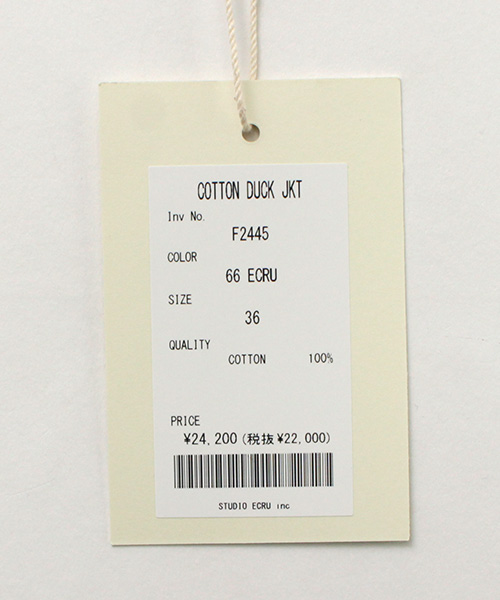 COTTON DUCK JKT
Inv No.
F2445
COLOR
66 ECRU
SIZE
36
QUALITY
COTTON 100%
PRICE
¥24,200 (税抜 ¥22,000)
STUDIO ECRU inc